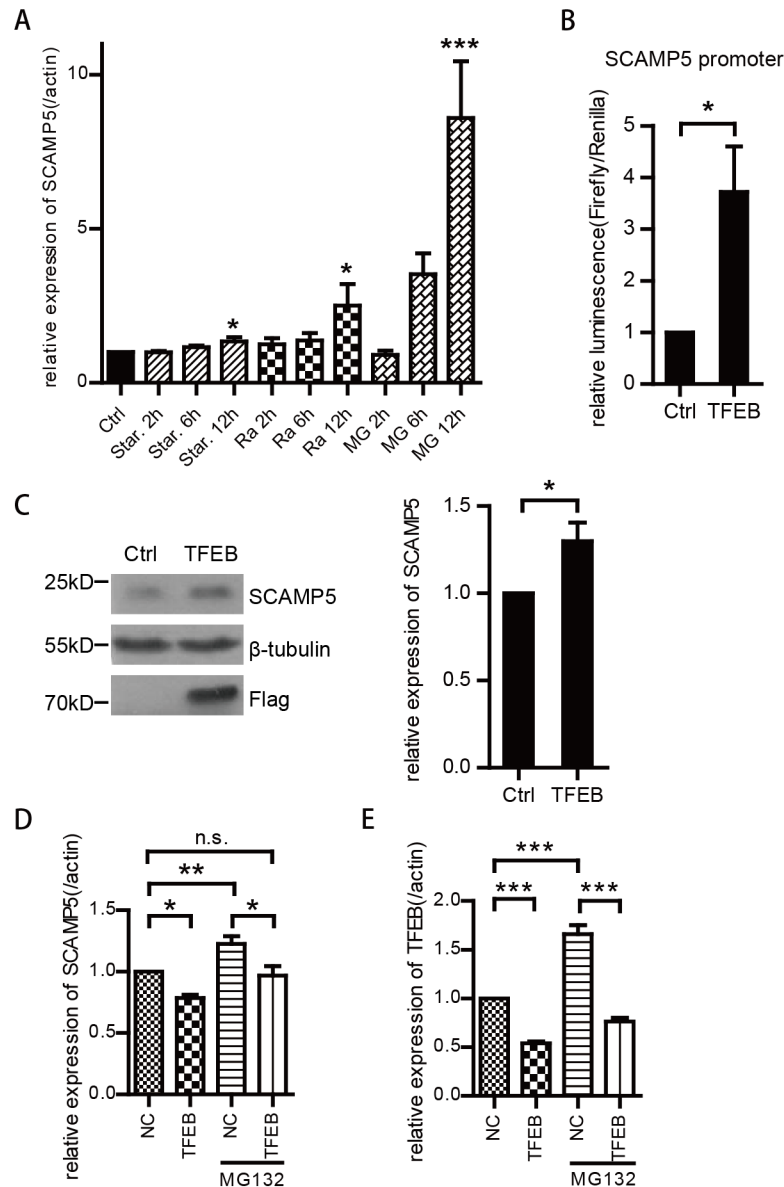 A
relative expression of SCAMP5(/actin)
10
5
0
***
*
*
Ctrl
Star. 2h
Star. 6h
Star. 12h
Ra 2h
Ra 6h
Ra 12h
MG 2h
MG 6h
MG 12h
B
SCAMP5 promoter
relative luminescence(Firefly/Renilla)
5
4
3
2
1
0
*
Ctrl TFEB
C
Ctrl TFEB
25kD
SCAMP5
55kD
β-tubulin
70kD
Flag
relative expression of SCAMP5
1.5
1.0
0.5
0.0
*
Ctrl TFEB
D
relative expression of SCAMP5(/actin)
n.s.
**
* *
1.5
1.0
0.5
0.0
NC
TFEB
NC
TFEB
MG132
E
relative expression of TFEB(/actin)
***
*** ***
2.0
1.5
1.0
0.5
0.0
NC
TFEB
NC
TFEB
MG132